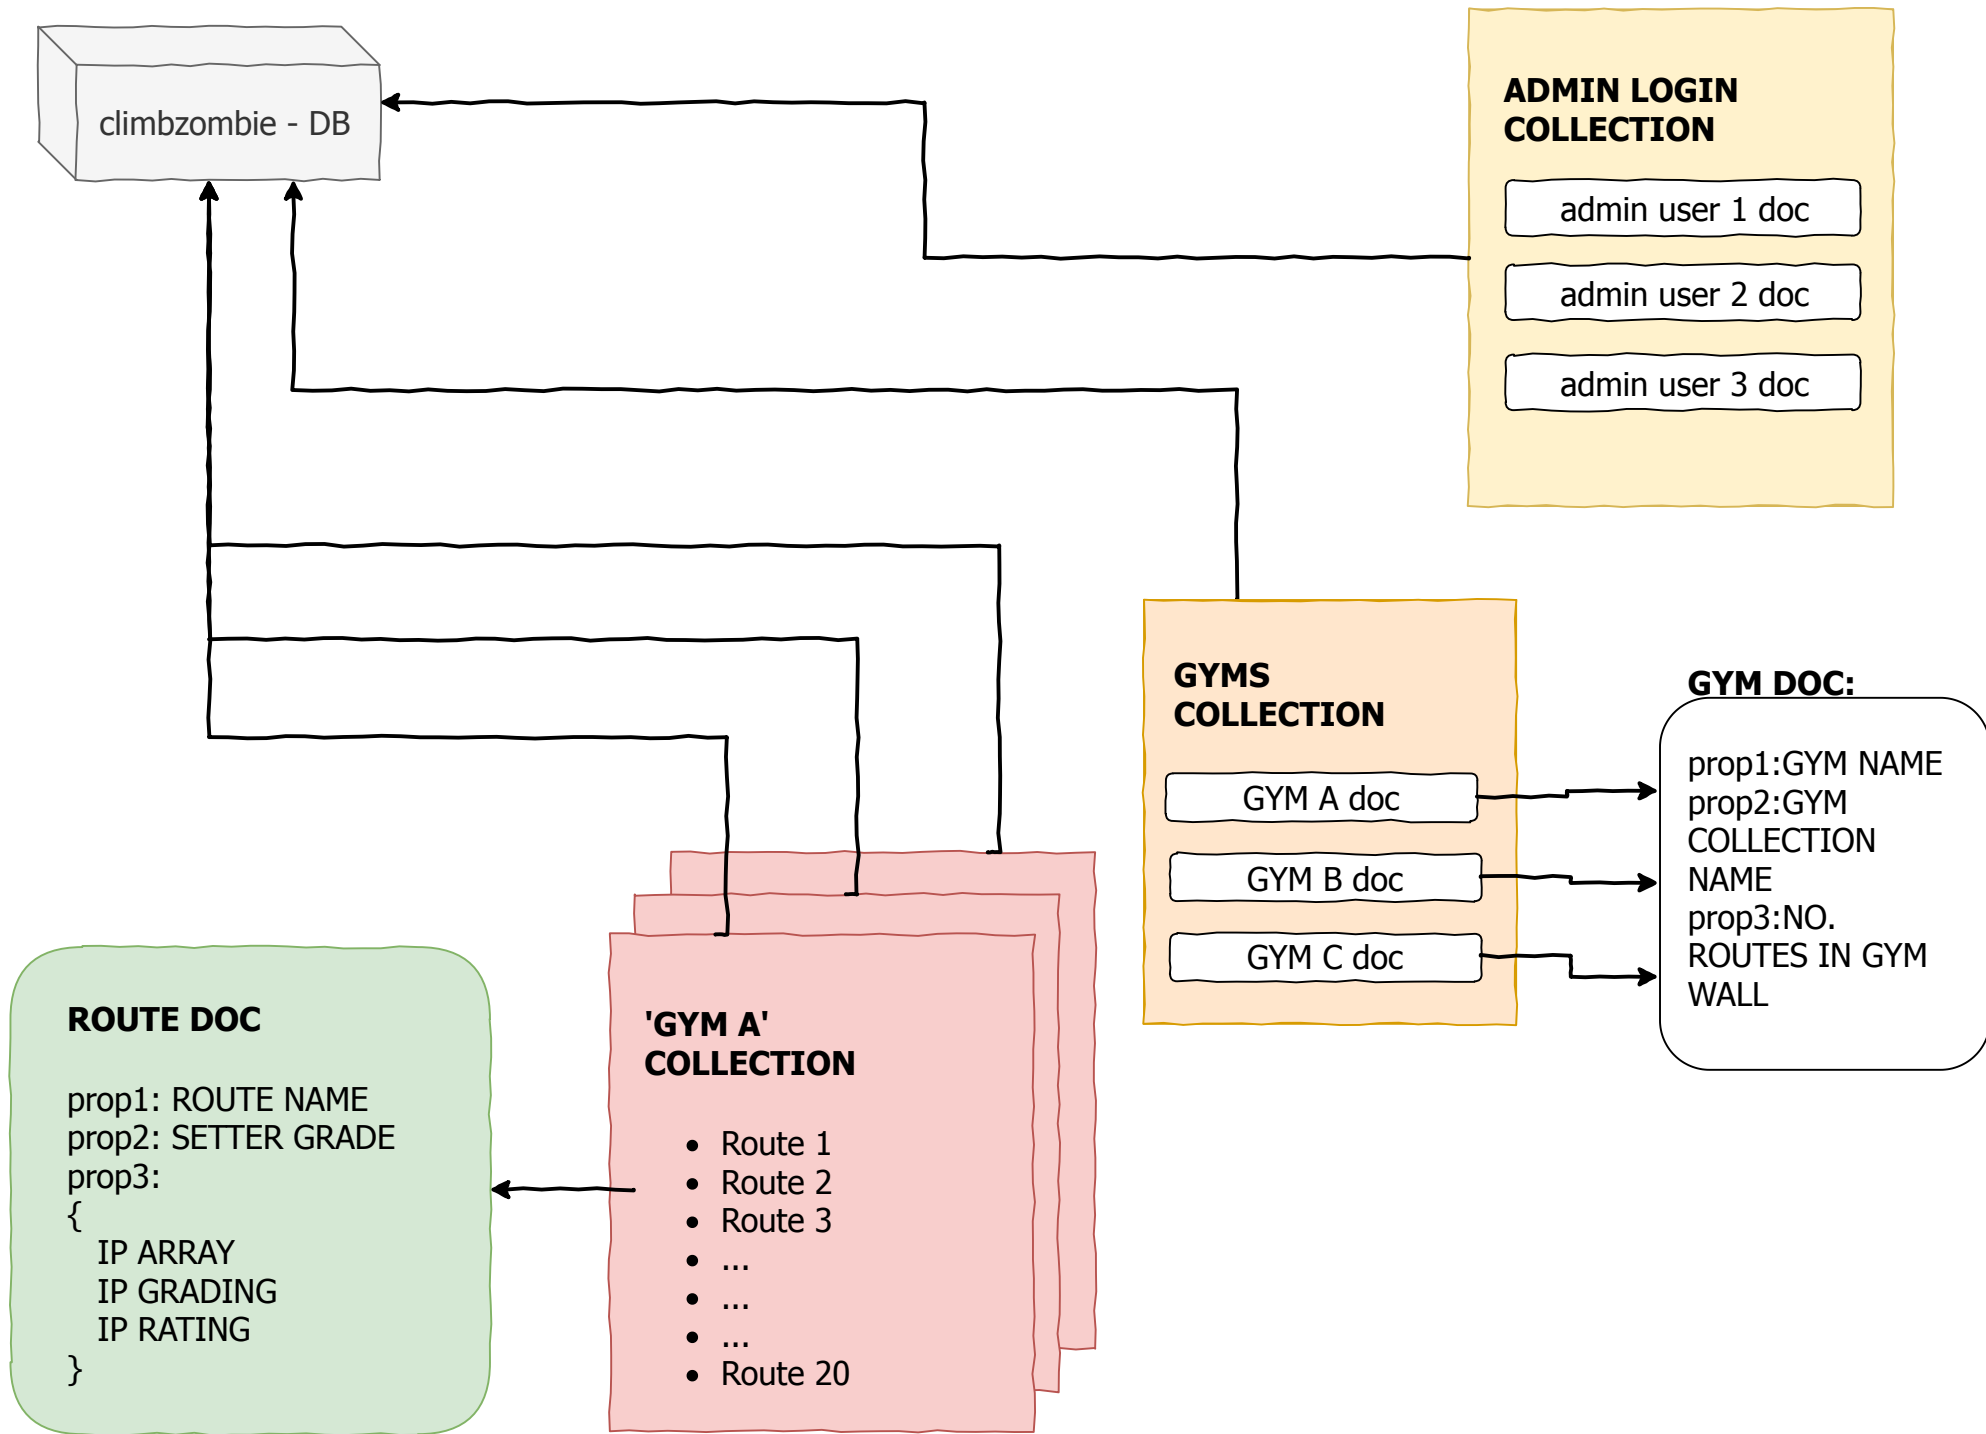 climbzombie - DB
ADMIN LOGIN
COLLECTION
admin user 1 doc
admin user 2 doc
admin user 3 doc
GYMS
COLLECTION
GYM A doc
GYM B doc
GYM C doc
GYM DOC:
prop1:GYM NAME
prop2:GYM
COLLECTION
NAME
prop3:NO.
ROUTES IN GYM
WALL
'GYM A'
COLLECTION
• Route 1
• Route 2
• Route 3
• ...
• ...
• ...
• Route 20
ROUTE DOC
prop1: ROUTE NAME
prop2: SETTER GRADE
prop3:
{
IP ARRAY
IP GRADING
IP RATING
}